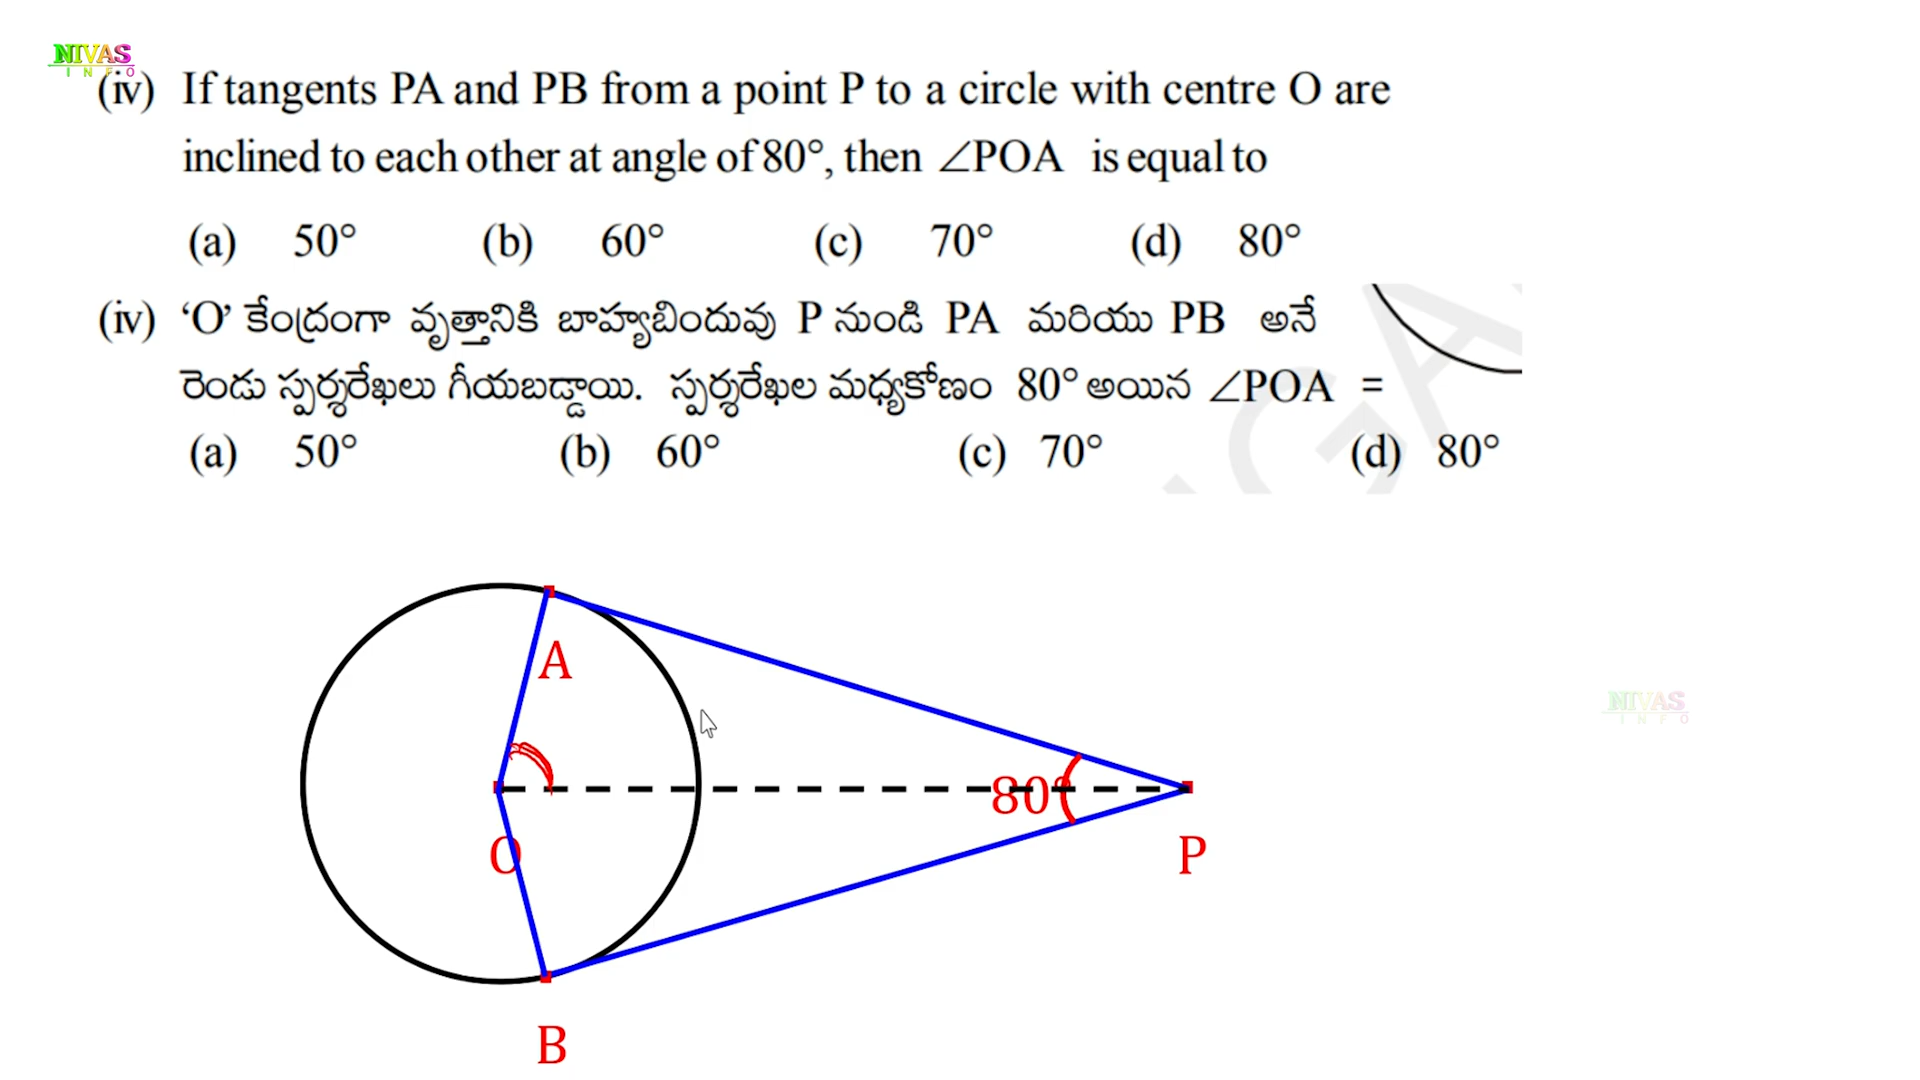 NIVAS
INFO
(iv) If tangents PA and PB from a point P to a circle with centre O are
inclined to each other at angle of 80°, then ∠POA is equal to
(a) 50° (b) 60° (c) 70° (d) 80°
(iv) ‘O’ కేంద్రంగా వృత్తానికి బాహ్యబిందువు P నుండి PA మరియు PB అనే
రెండు స్పర్శరేఖలు గీయబడ్డాయి. స్పర్శరేఖల మధ్యకోణం 80° అయిన ∠POA =
(a) 50° (b) 60° (c) 70° (d) 80°
A
NIVAS
INFO
80°
O
P
B